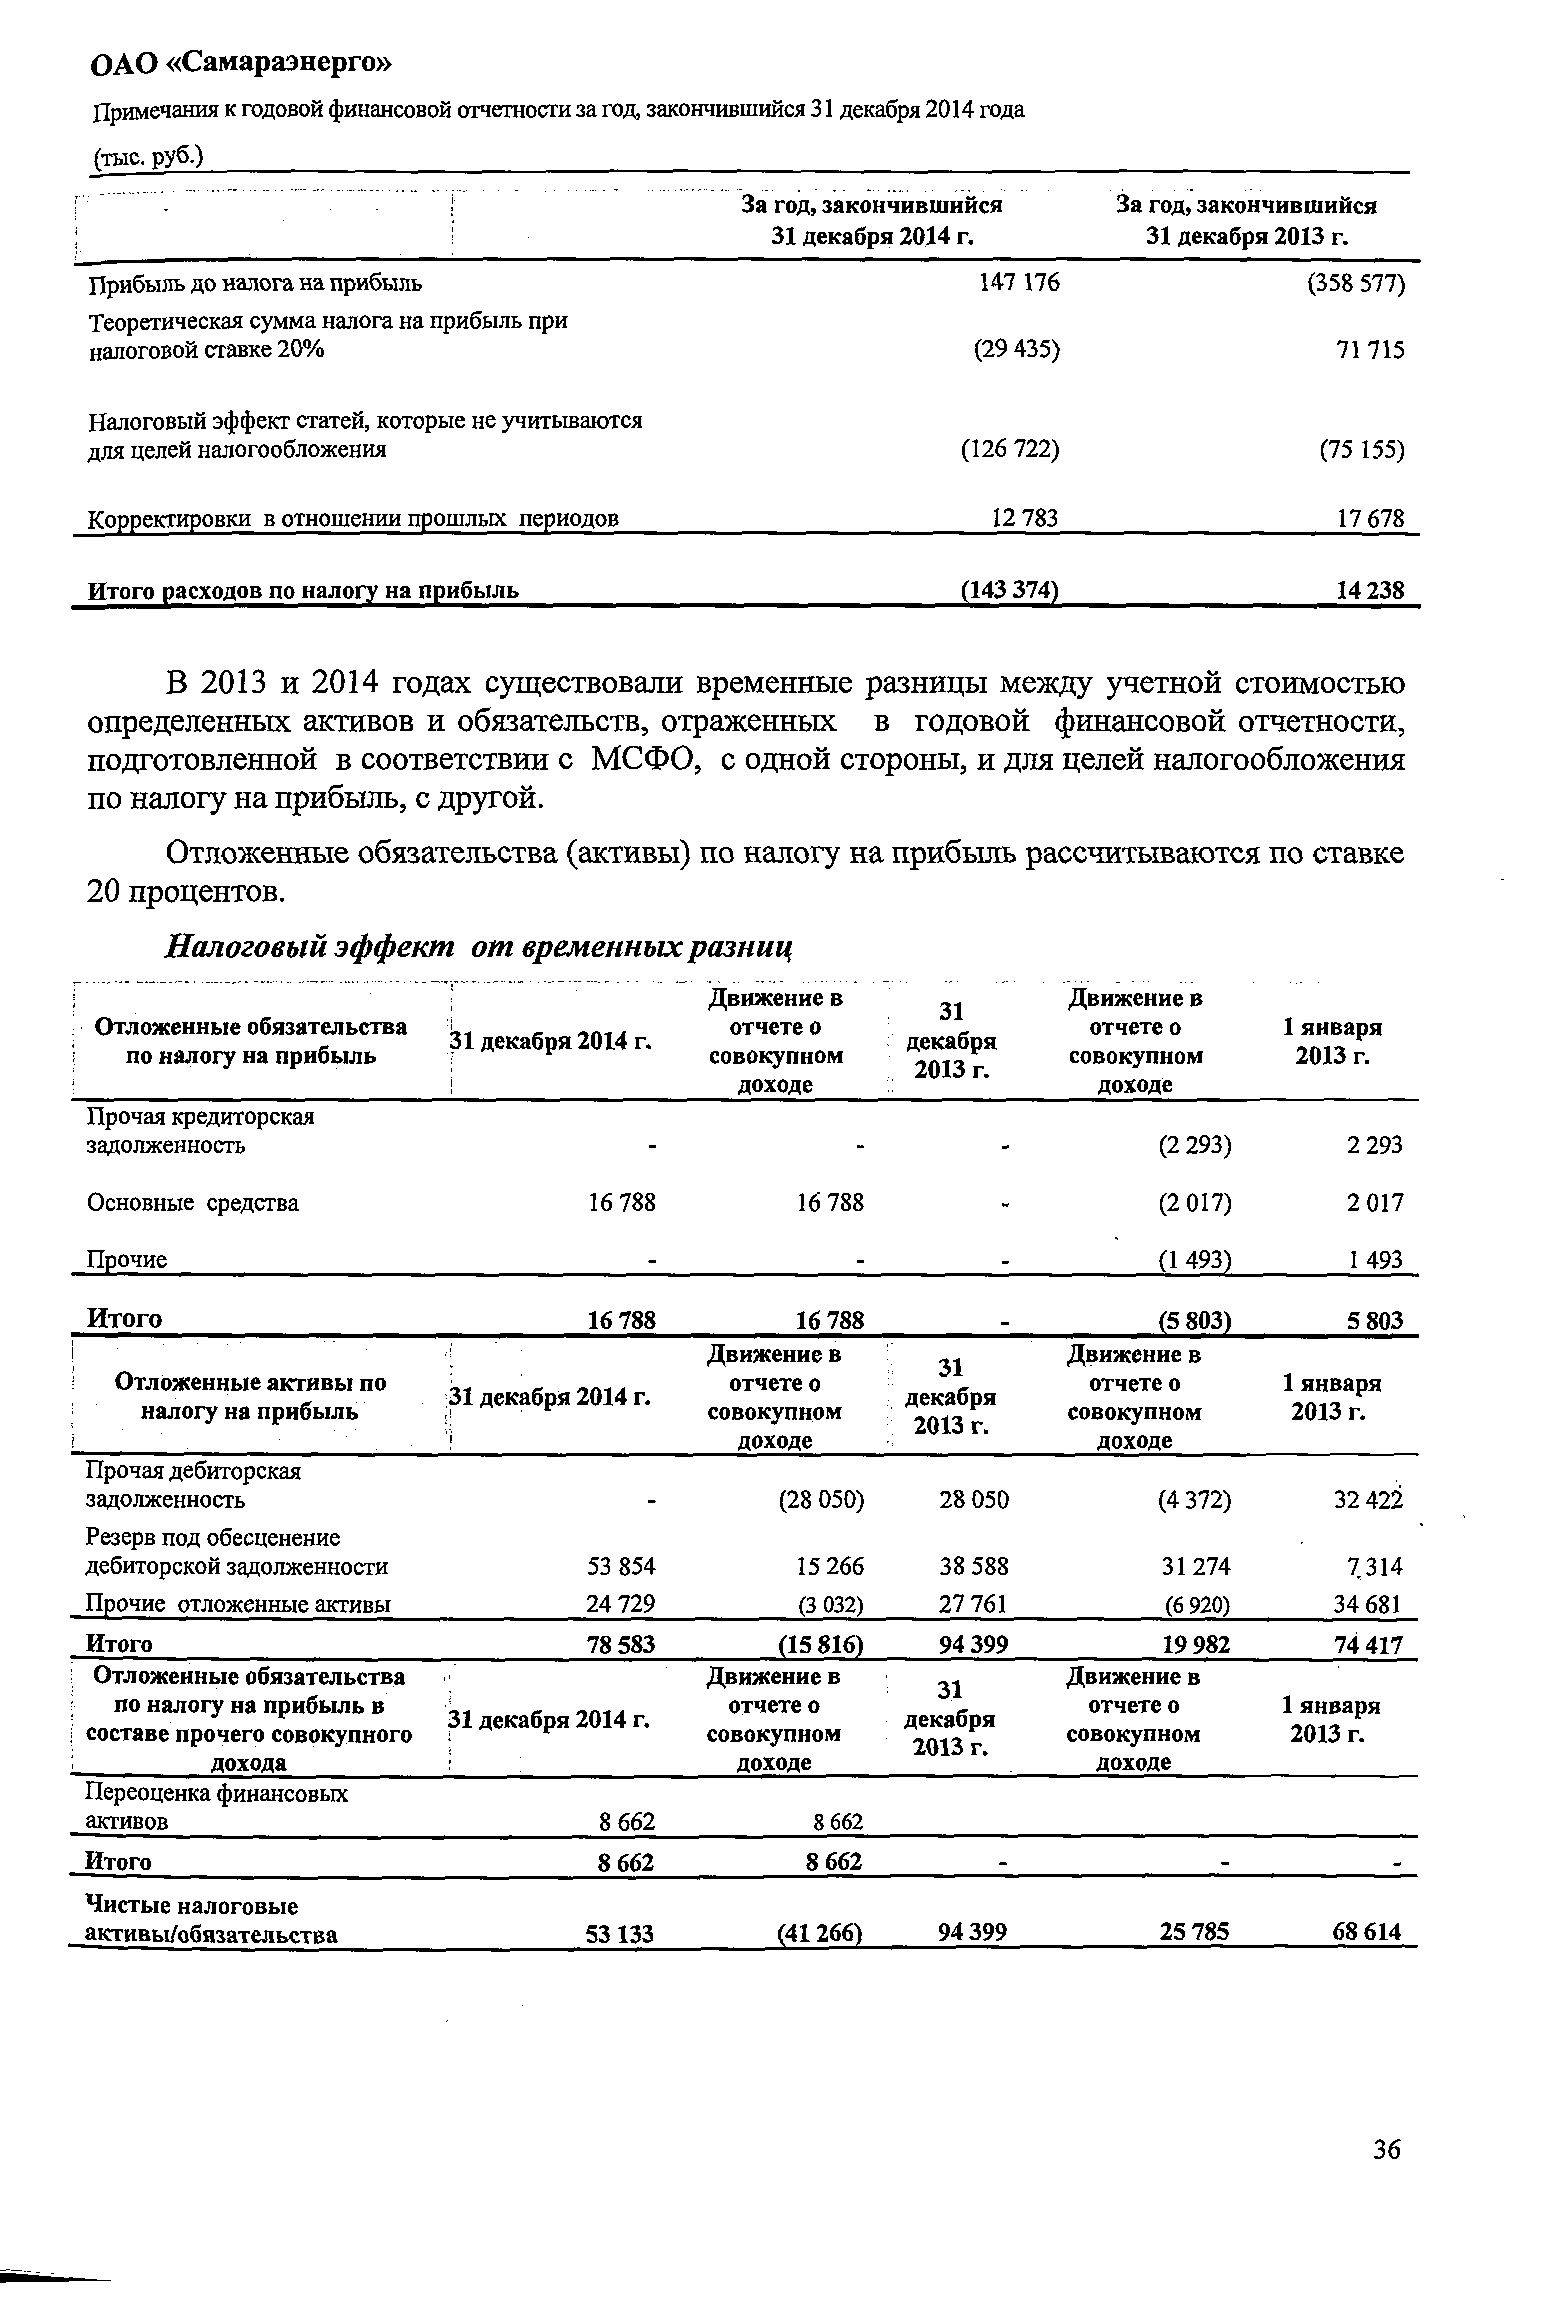 ОАО «Самараэнерго»
Примечания к годовой финансовой отчетности за год, закончившийся 31 декабря 2014 года
(тыс. руб.)
За год, закончившийся 31 декабря 2014 г. За год, закончившийся 31 декабря 2013 г.
Прибыль до налога на прибыль 147 176 (358 577)
Теоретическая сумма налога на прибыль при
налоговой ставке 20% (29 435) 71 715
Налоговый эффект статей, которые не учитываются
для целей налогообложения (126 722) (75 155)
Корректировки в отношении прошлых периодов 12 783 17 678
Итого расходов по налогу на прибыль (143 374) 14 238
В 2013 и 2014 годах существовали временные разницы между учетной стоимостью
определенных активов и обязательств, отраженных в годовой финансовой отчетности,
подготовленной в соответствии с МСФО, с одной стороны, и для целей налогообложения
по налогу на прибыль, с другой.
Отложенные обязательства (активы) по налогу на прибыль рассчитываются по ставке
20 процентов.
Налоговый эффект от временных разниц
Отложенные обязательства по налогу на прибыль 31 декабря 2014 г. Движение в отчете о совокупном доходе 31 декабря 2013 г. Движение в отчете о совокупном доходе 1 января 2013 г.
Прочая кредиторская
задолженность - - - (2 293) 2 293
Основные средства 16 788 16 788 - (2 017) 2 017
Прочие - - - (1 493) 1 493
Итого 16 788 16 788 - (5 803) 5 803
Отложенные активы по налогу на прибыль 31 декабря 2014 г. Движение в отчете о совокупном доходе 31 декабря 2013 г. Движение в отчете о совокупном доходе 1 января 2013 г.
Прочая дебиторская
задолженность - (28 050) 28 050 (4 372) 32 422
Резерв под обесценение
дебиторской задолженности 53 854 15 266 38 588 31 274 7 314
Прочие отложенные активы 24 729 (3 032) 27 761 (6 920) 34 681
Итого 78 583 (15 816) 94 399 19 982 74 417
Отложенные обязательства по налогу на прибыль в составе прочего совокупного дохода 31 декабря 2014 г. Движение в отчете о совокупном доходе 31 декабря 2013 г. Движение в отчете о совокупном доходе 1 января 2013 г.
Переоценка финансовых
активов 8 662 8 662
Итого 8 662 8 662 - - -
Чистые налоговые
активы/обязательства 53 133 (41 266) 94 399 25 785 68 614
36